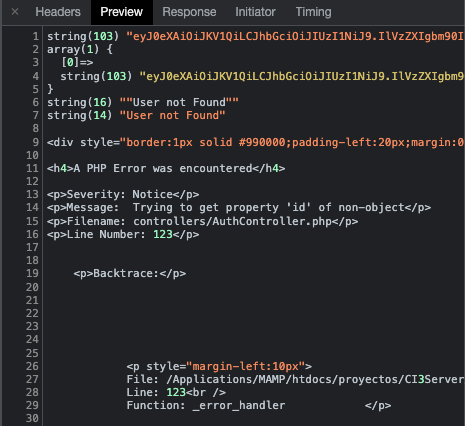 × Headers Preview Response Initiator Timing
1 string(103) "eyJ0eXAiOiJKV1QiLCJhbGciOiJIUzI1NiJ9.IlVzZXIgbm90I
2 array(1) {
3 [0]=>
4 string(103) "eyJ0eXAiOiJKV1QiLCJhbGciOiJIUzI1NiJ9.IlVzZXIgbm9
5 }
6 string(16) ""User not Found""
7 string(14) "User not Found"
8
9 <div style="border:1px solid #990000;padding-left:20px;margin:0
10
11 <h4>A PHP Error was encountered</h4>
12
13 <p>Severity: Notice</p>
14 <p>Message:  Trying to get property 'id' of non-object</p>
15 <p>Filename: controllers/AuthController.php</p>
16 <p>Line Number: 123</p>
17
18
19 <p>Backtrace:</p>
20
21
22
23
24
25
26 <p style="margin-left:10px">
27 File: /Applications/MAMP/htdocs/proyectos/CI3Server
28 Line: 123<br />
29 Function: _error_handler </p>
30